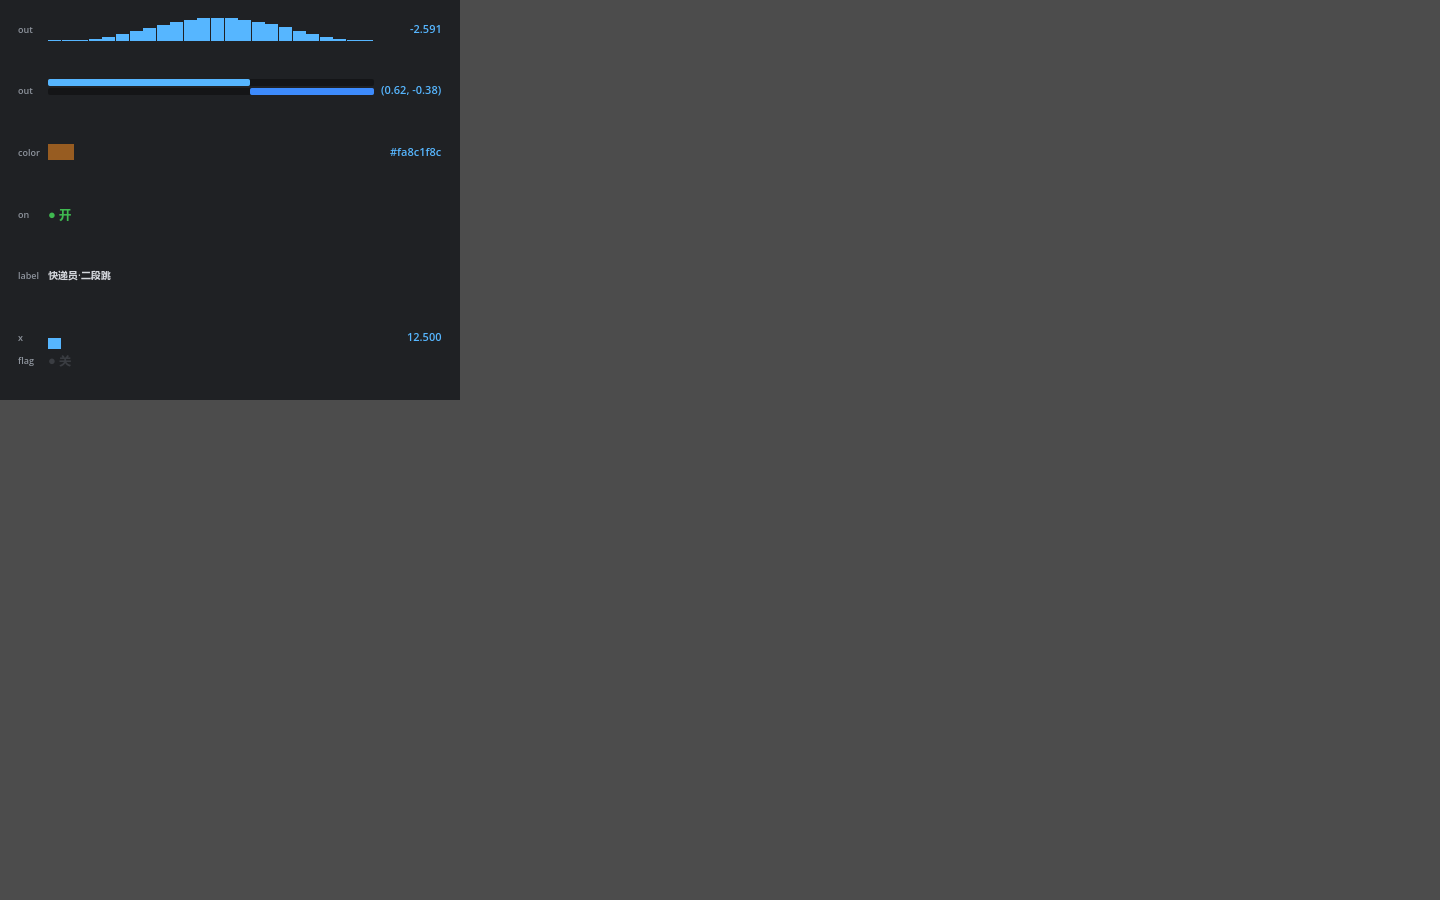 out -2.591
out (0.62, -0.38)
color #fa8c1f8c
on ● 开
label 快递员·二段跳
x 12.500
flag ● 关